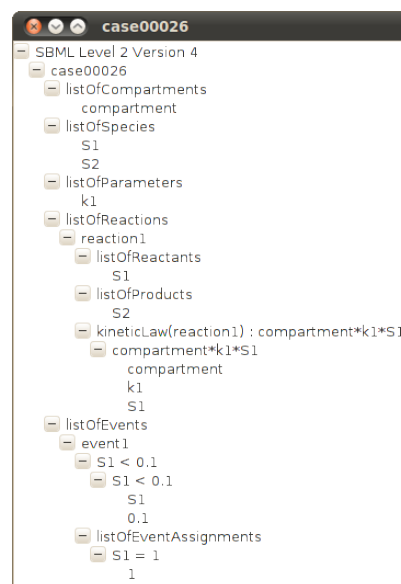 case00026
SBML Level 2 Version 4
case00026
listOfCompartments
compartment
listOfSpecies
S1
S2
listOfParameters
k1
listOfReactions
reaction1
listOfReactants
S1
listOfProducts
S2
kineticLaw(reaction1) : compartment*k1*S1
compartment*k1*S1
compartment
k1
S1
listOfEvents
event1
S1 < 0.1
S1 < 0.1
S1
0.1
listOfEventAssignments
S1 = 1
1